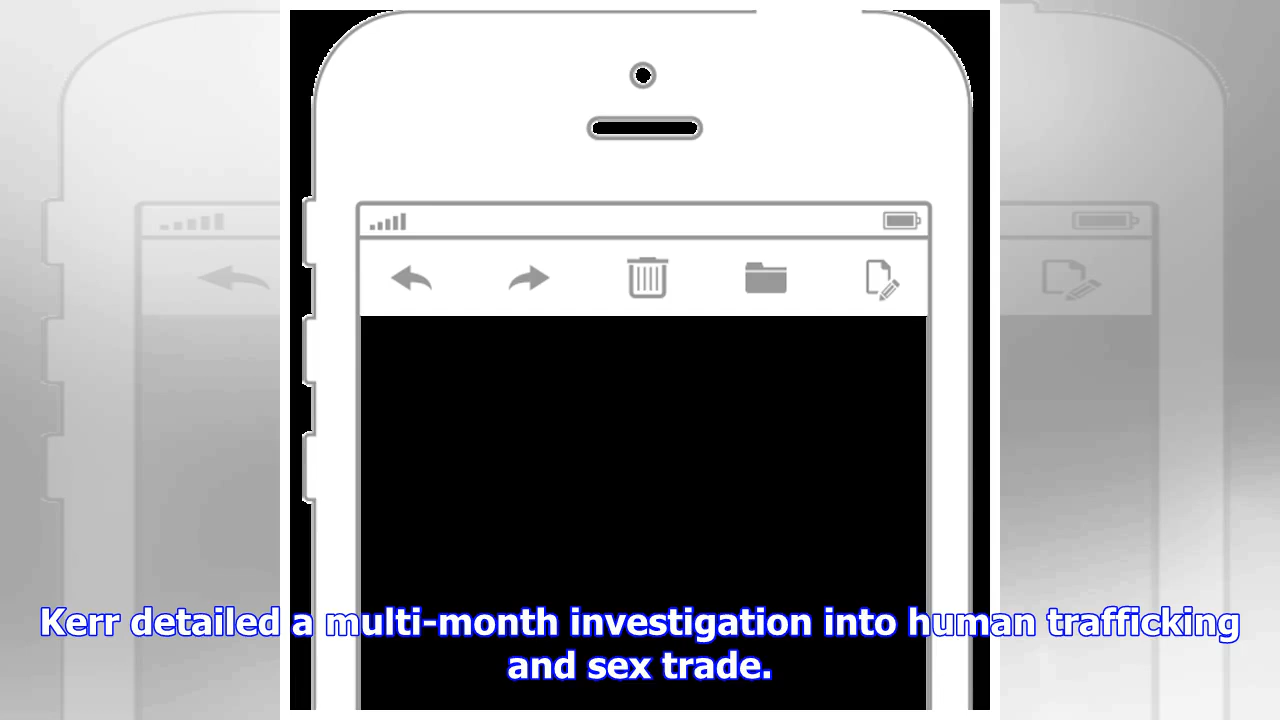 Kerr detailed a multi-month investigation into human trafficking
and sex trade.